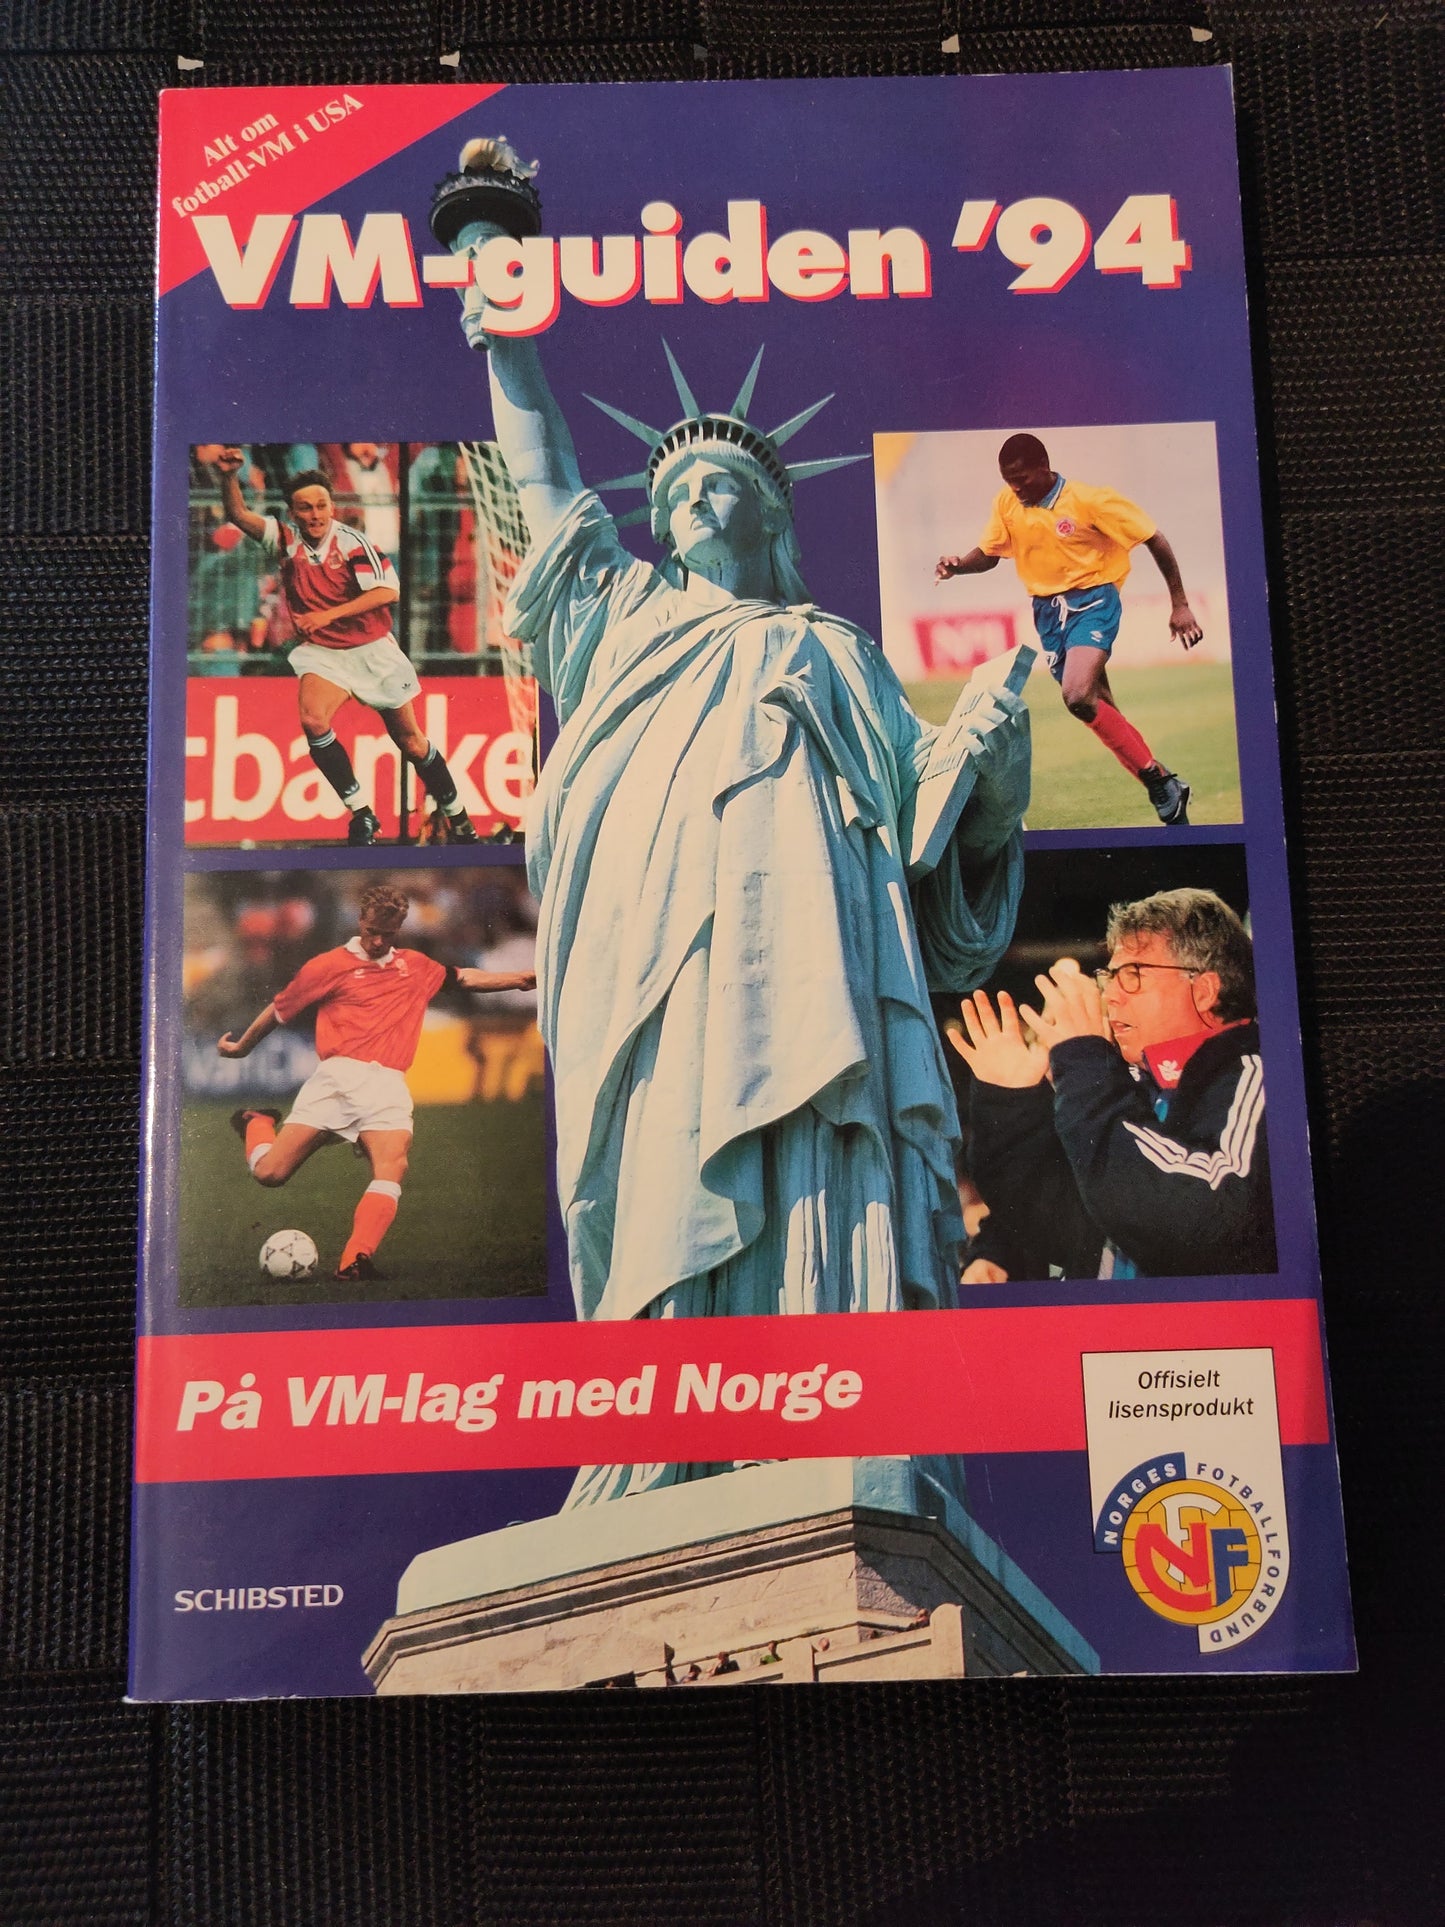 Alt om
fotball-VM i USA
VM-guiden '94
tbanke
På VM-lag med Norge
Offisielt
lisensprodukt
NORGES FOTBALLFORBUND
NFF
SCHIBSTED